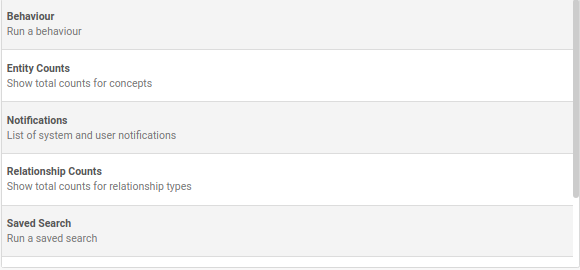 Behaviour
Run a behaviour
Entity Counts
Show total counts for concepts
Notifications
List of system and user notifications
Relationship Counts
Show total counts for relationship types
Saved Search
Run a saved search